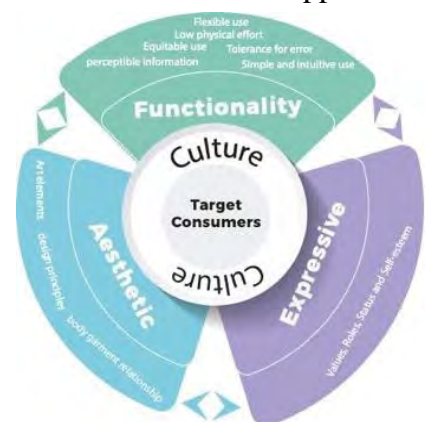 Flexible use
Low physical effort
Equitable use
Tolerance for error
perceptible information
Simple and intuitive use
Functionality
Culture
Target
Consumers
Culture
Aesthetic
Art elements
design principles
body garment relationship
Expressive
Values, Roles, Status and Self-esteem